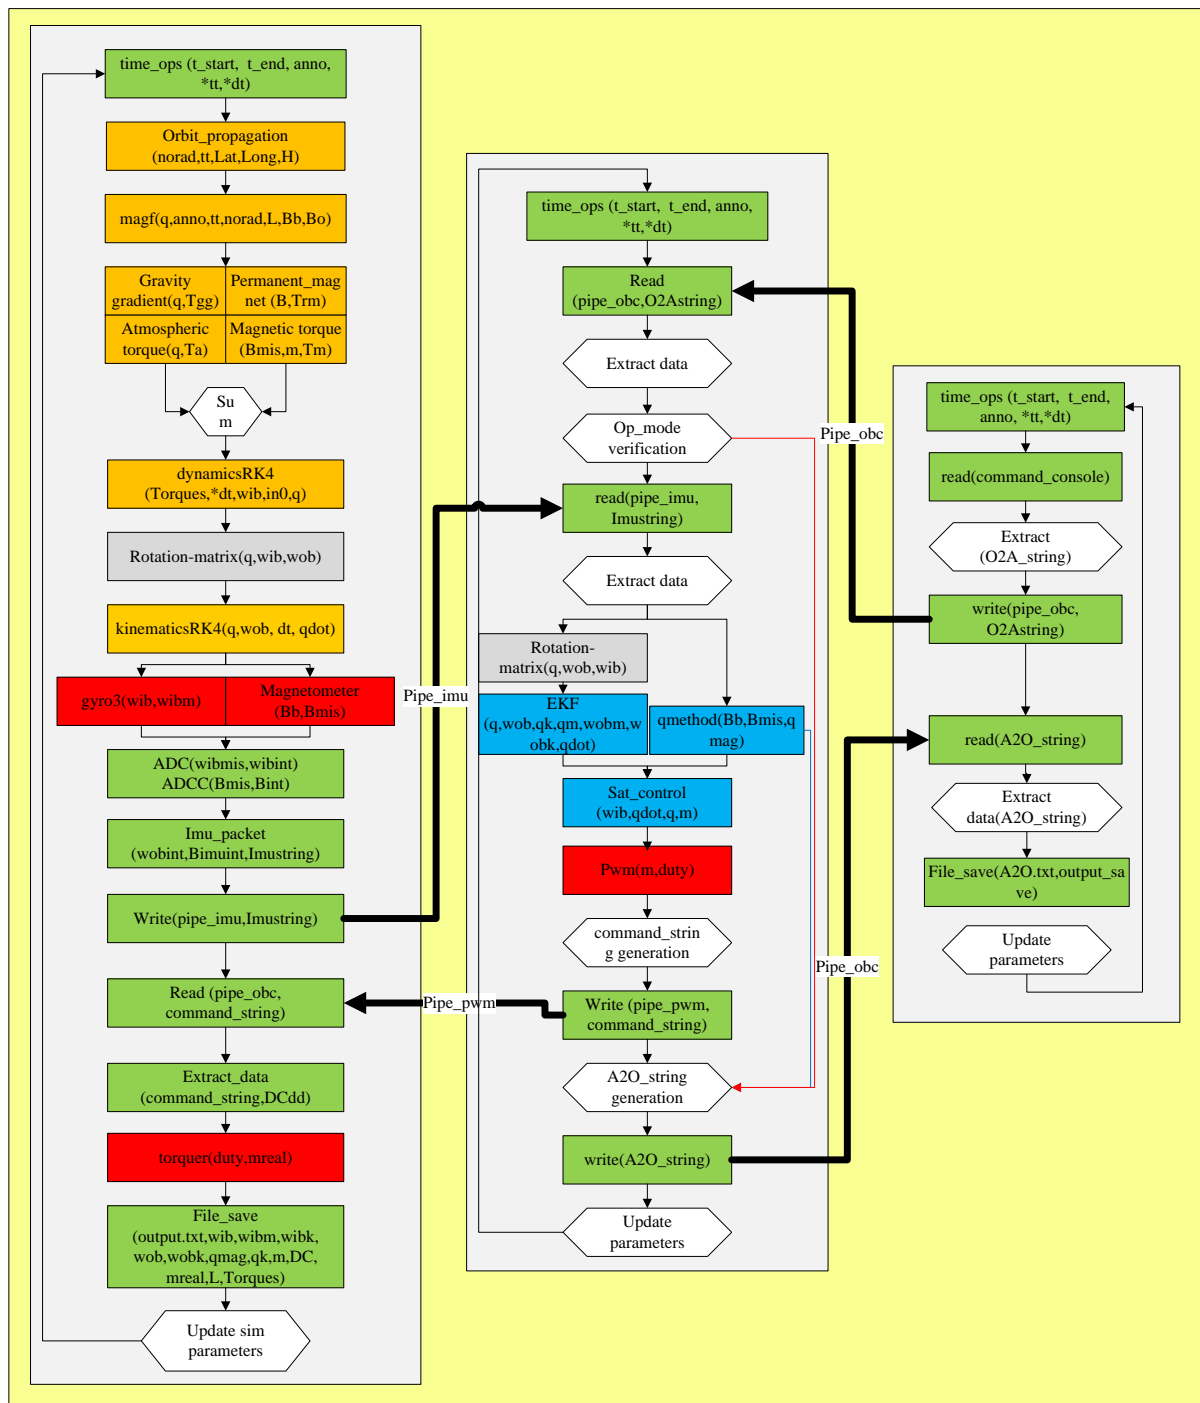 time_ops (t_start,  t_end, anno,
*tt,*dt)
Orbit_propagation
(norad,tt,Lat,Long,H)
magf(q,anno,tt,norad,L,Bb,Bo)
Gravity
gradient(q,Tgg)
Permanent_mag
net (B,Trm)
Atmospheric
torque(q,Ta)
Magnetic torque
(Bmis,m,Tm)
Su
m
dynamicsRK4
(Torques,*dt,wib,in0,q)
Rotation-matrix(q,wib,wob)
kinematicsRK4(q,wob, dt, qdot)
gyro3(wib,wibm)
Magnetometer
(Bb,Bmis)
ADC(wibmis,wibint)
ADCC(Bmis,Bint)
Imu_packet
(wobint,Bimuint,Imustring)
Write(pipe_imu,Imustring)
Read (pipe_obc,
command_string)
Extract_data
(command_string,DCdd)
torquer(duty,mreal)
File_save
(output.txt,wib,wibm,wibk,
wob,wobk,qmag,qk,m,DC,
mreal,L,Torques)
Update sim
parameters
Pipe_imu
Pipe_pwm
time_ops (t_start,  t_end, anno,
*tt,*dt)
Read
(pipe_obc,O2Astring)
Extract data
Op_mode
verification
read(pipe_imu,
Imustring)
Extract data
Rotation-
matrix(q,wob,wib)
EKF
(q,wob,qk,qm,wobm,w
obk,qdot)
qmethod(Bb,Bmis,q
mag)
Sat_control
(wib,qdot,q,m)
Pwm(m,duty)
command_strin
g generation
Write (pipe_pwm,
command_string)
A2O_string
generation
write(A2O_string)
Update
parameters
Pipe_obc
Pipe_obc
time_ops (t_start,  t_end,
anno, *tt,*dt)
read(command_console)
Extract
(O2A_string)
write(pipe_obc,
O2Astring)
read(A2O_string)
Extract
data(A2O_string)
File_save(A2O.txt,output_sa
ve)
Update
parameters